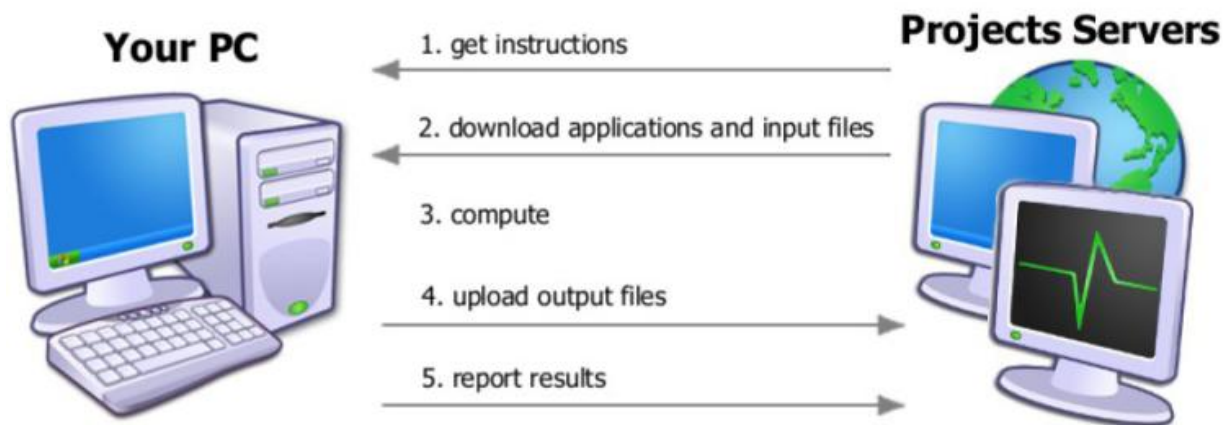 Your PC
Projects Servers
1. get instructions
2. download applications and input files
3. compute
4. upload output files
5. report results